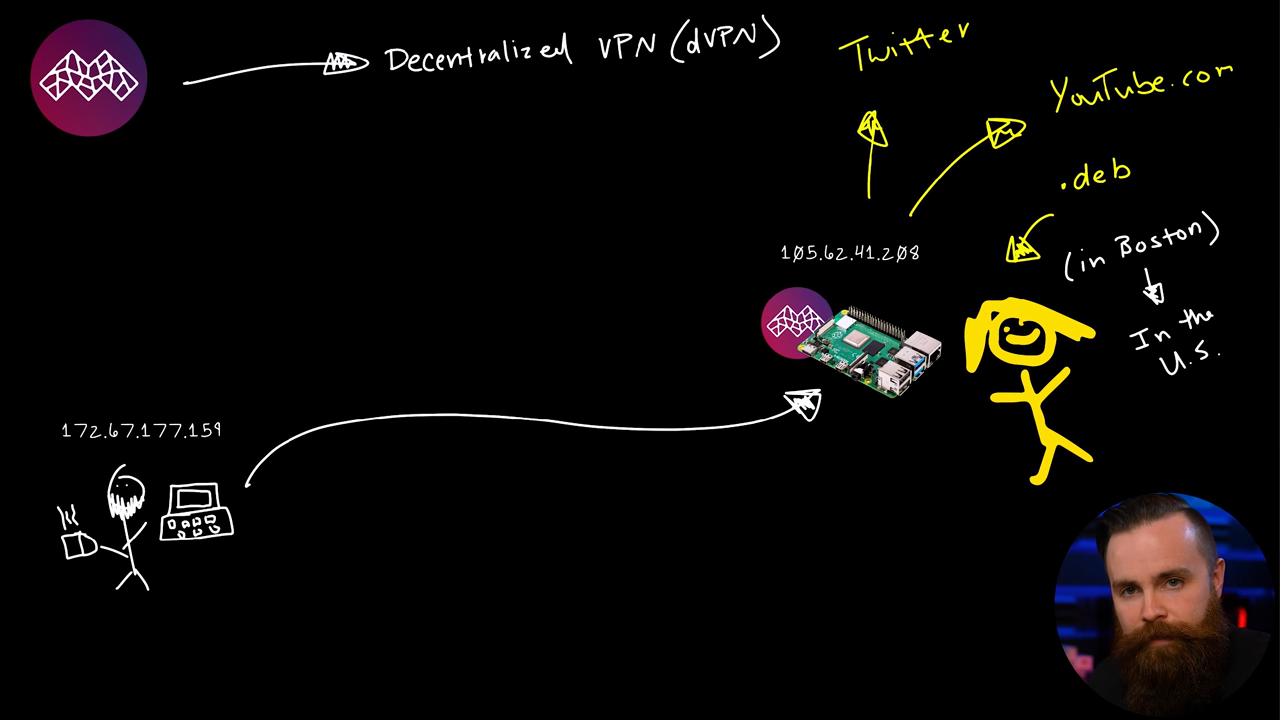 Decentralized VPN (dVPN)
Twitter
YouTube.com
.deb
(in Boston)
In the
U.S.
105.62.41.208
172.67.177.159